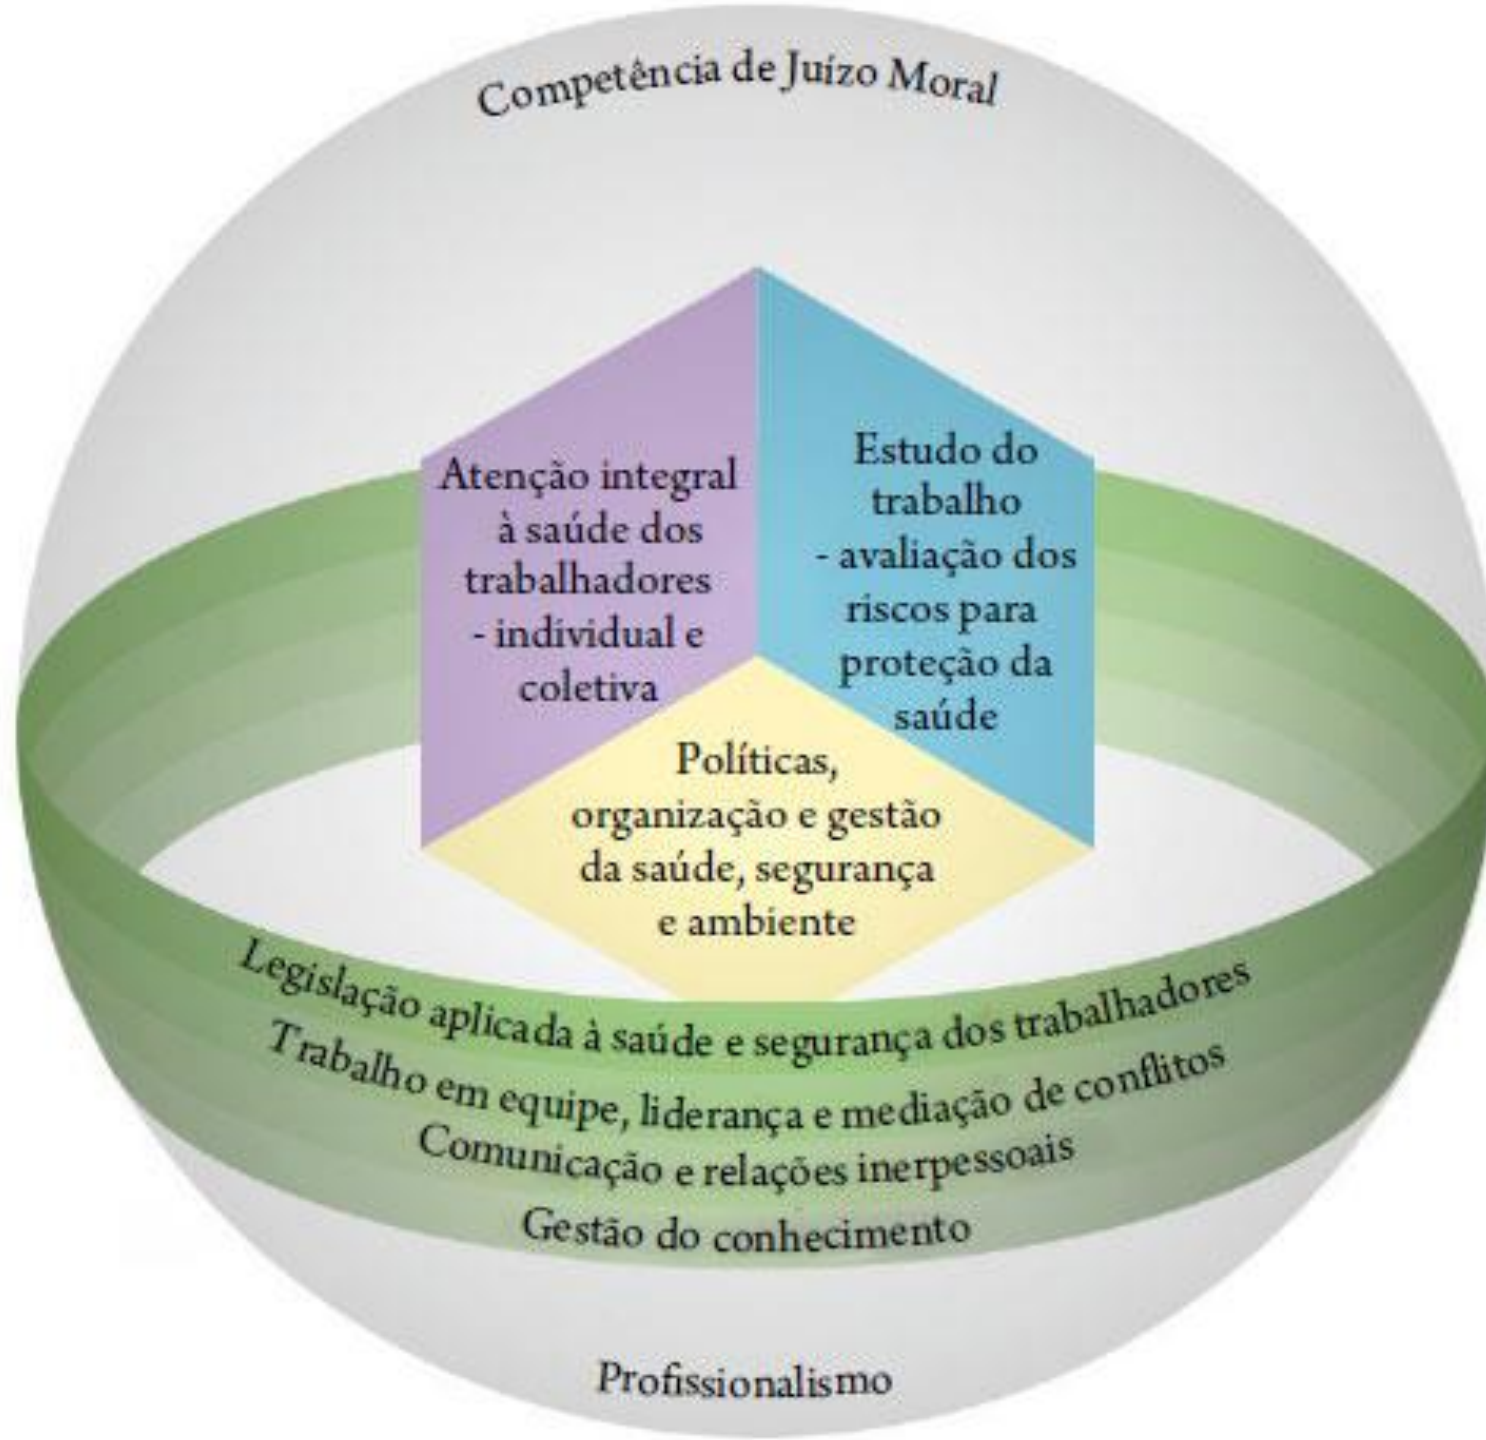 Competência de Juízo Moral
Atenção integral
à saúde dos
trabalhadores
- individual e
coletiva
Estudo do
trabalho
- avaliação dos
riscos para
proteção da
saúde
Políticas,
organização e gestão
da saúde, segurança
e ambiente
Legislação aplicada à saúde e segurança dos trabalhadores
Trabalho em equipe, liderança e mediação de conflitos
Comunicação e relações inerpessoais
Gestão do conhecimento
Profissionalismo